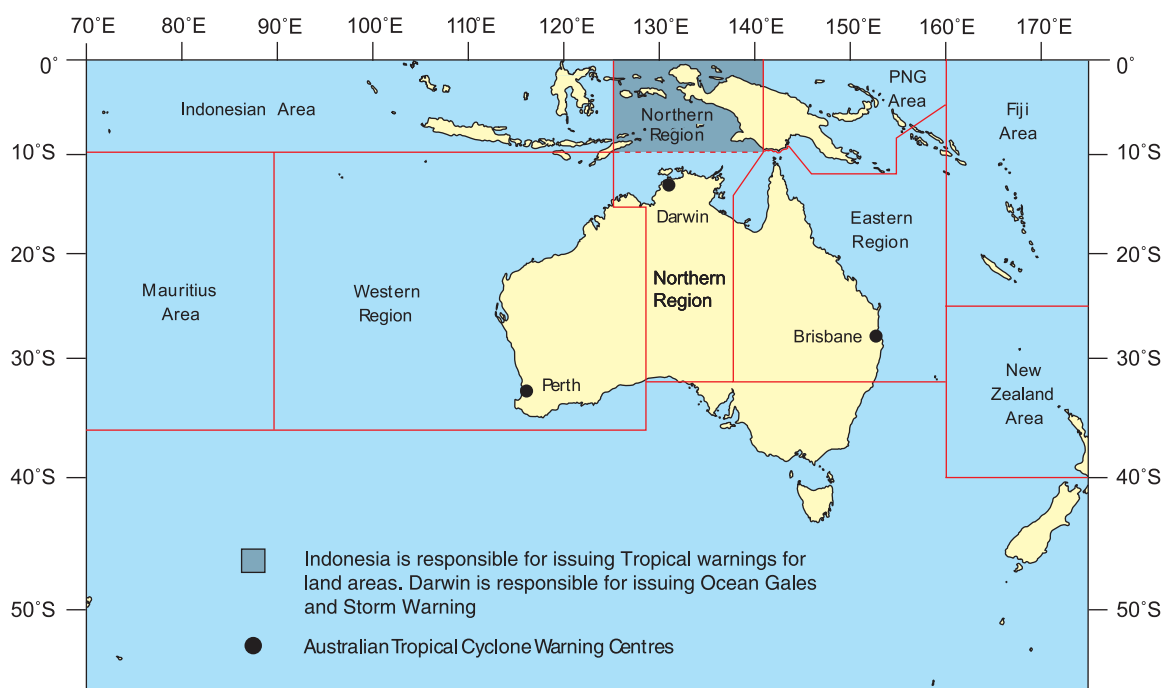 70˚E 80˚E 90˚E 100˚E 110˚E 120˚E 130˚E 140˚E 150˚E 160˚E 170˚E
0˚ 0˚
PNG
Area
Indonesian Area
Northern
Region
Fiji
Area
10˚S 10˚S
Darwin
Eastern
Region
20˚S 20˚S
Mauritius
Area
Western
Region
Northern
Region
Brisbane
30˚S 30˚S
Perth
New
Zealand
Area
40˚S 40˚S
Indonesia is responsible for issuing Tropical warnings for
land areas. Darwin is responsible for issuing Ocean Gales
and Storm Warning
50˚S 50˚S
Australian Tropical Cyclone Warning Centres